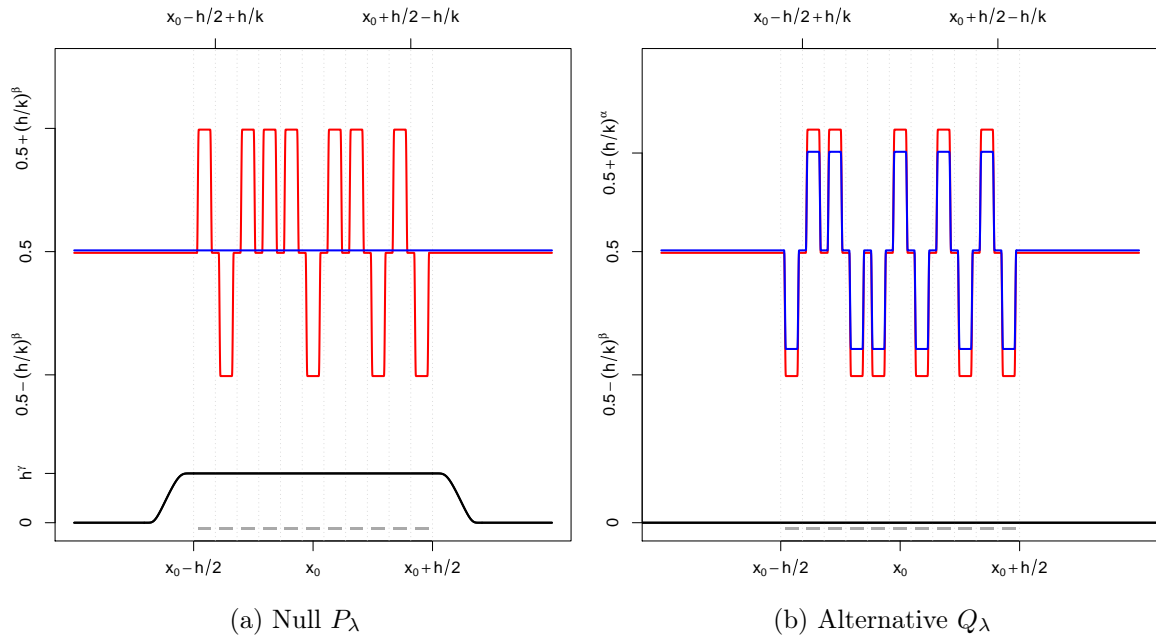 x₀−h/2+h/k
x₀+h/2−h/k
0.5+(h/k)^β
0.5
0.5−(h/k)^β
h^γ
0
x₀−h/2
x₀
x₀+h/2
(a) Null P_λ
x₀−h/2+h/k
x₀+h/2−h/k
0.5+(h/k)^α
0.5
0.5−(h/k)^β
0
x₀−h/2
x₀
x₀+h/2
(b) Alternative Q_λ